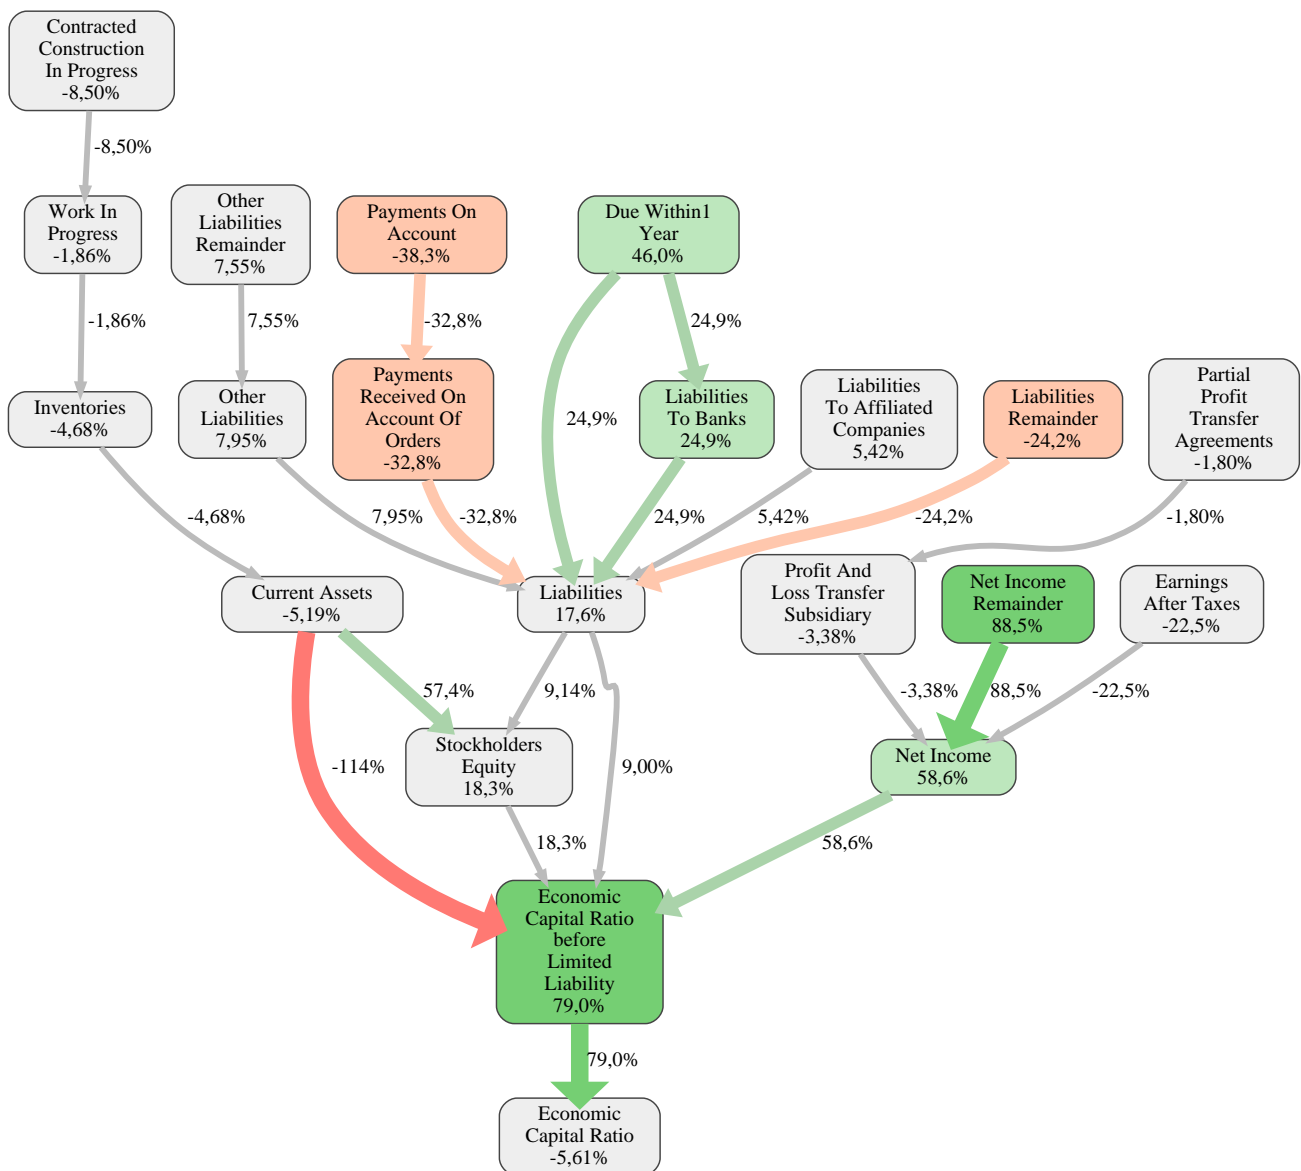 Contracted
Construction
In Progress
-8,50%
-8,50%
Work In
Progress
-1,86%
Other
Liabilities
Remainder
7,55%
Payments On
Account
-38,3%
Due Within1
Year
46,0%
-1,86%
7,55%
-32,8%
24,9%
Inventories
-4,68%
Other
Liabilities
7,95%
Payments
Received On
Account Of
Orders
-32,8%
24,9%
Liabilities
To Banks
24,9%
Liabilities
To Affiliated
Companies
5,42%
Liabilities
Remainder
-24,2%
Partial
Profit
Transfer
Agreements
-1,80%
-4,68%
7,95%
-32,8%
24,9%
5,42%
-24,2%
-1,80%
Current Assets
-5,19%
Liabilities
17,6%
Profit And
Loss Transfer
Subsidiary
-3,38%
Net Income
Remainder
88,5%
Earnings
After Taxes
-22,5%
57,4%
9,14%
-3,38%
88,5%
-22,5%
-114%
Stockholders
Equity
18,3%
9,00%
Net Income
58,6%
18,3%
58,6%
Economic
Capital Ratio
before
Limited
Liability
79,0%
79,0%
Economic
Capital Ratio
-5,61%